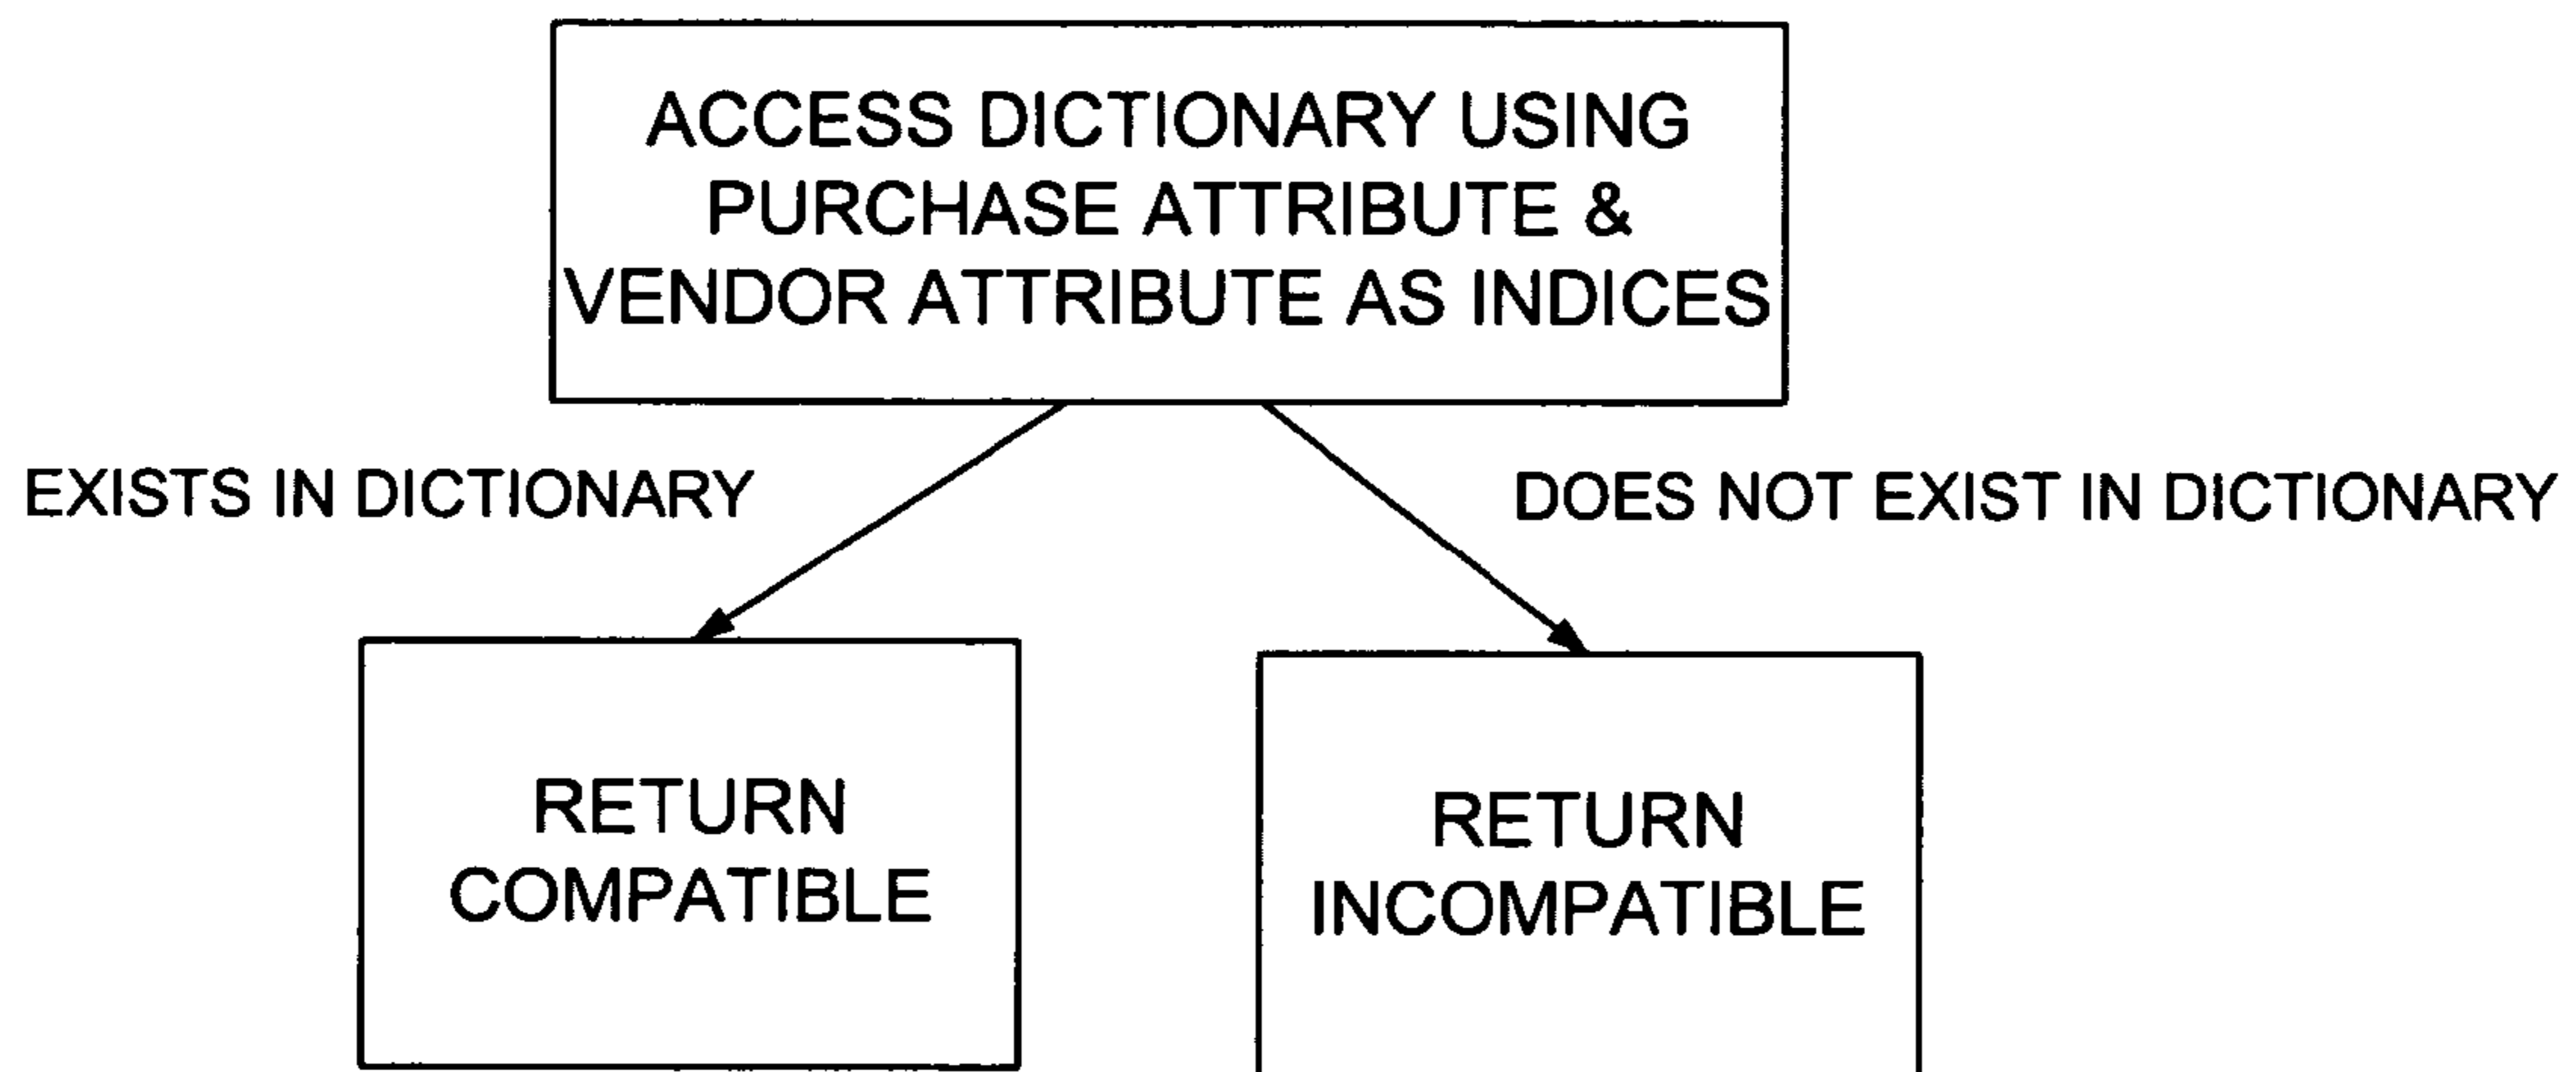 ACCESS DICTIONARY USING
PURCHASE ATTRIBUTE &
VENDOR ATTRIBUTE AS INDICES
EXISTS IN DICTIONARY
DOES NOT EXIST IN DICTIONARY
RETURN
COMPATIBLE
RETURN
INCOMPATIBLE